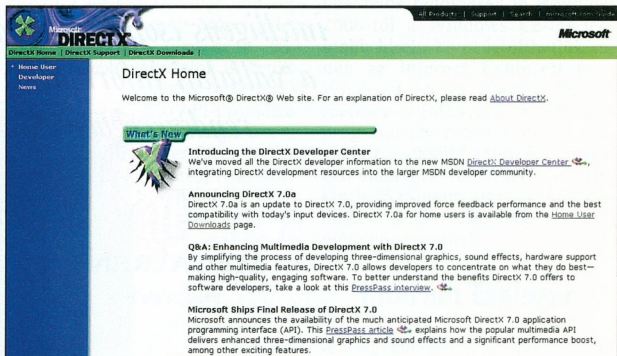 All Products | Support | Search | microsoft.com Guide
Microsoft
DIRECTX
Microsoft
DirectX Home | DirectX Support | DirectX Downloads |
Home User
Developer
News
DirectX Home
Welcome to the Microsoft® DirectX® Web site. For an explanation of DirectX, please read About DirectX.
What's New
Introducing the DirectX Developer Center
We've moved all the DirectX developer information to the new MSDN DirectX Developer Center,
integrating DirectX development resources into the larger MSDN developer community.
Announcing DirectX 7.0a
DirectX 7.0a is an update to DirectX 7.0, providing improved force feedback performance and the best
compatibility with today's input devices. DirectX 7.0a for home users is available from the Home User
Downloads page.
Q&A: Enhancing Multimedia Development with DirectX 7.0
By simplifying the process of developing three-dimensional graphics, sound effects, hardware support
and other multimedia features, DirectX 7.0 allows developers to concentrate on what they do best—
making high-quality, engaging software. To better understand the benefits DirectX 7.0 offers to
software developers, take a look at this PressPass interview.
Microsoft Ships Final Release of DirectX 7.0
Microsoft announces the availability of the much anticipated Microsoft DirectX 7.0 application
programming interface (API). This PressPass article explains how the popular multimedia API
delivers enhanced three-dimensional graphics and sound effects and a significant performance boost,
among other exciting features.